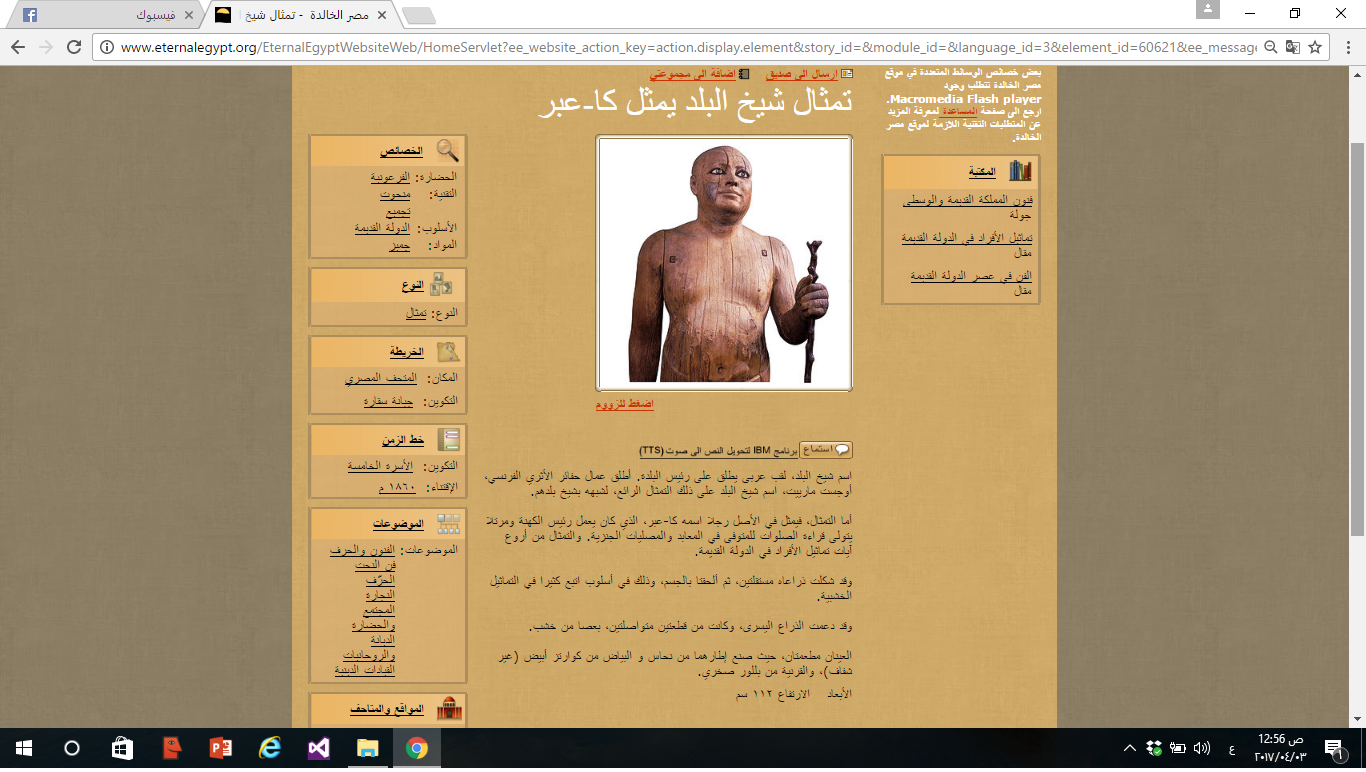 فيسبوك
مصر الخالدة - تمثال شيخ
www.eternalegypt.org/EternalEgyptWebsiteWeb/HomeServlet?ee_website_action_key=action.display.element&story_id=&module_id=&language_id=3&element_id=60621&ee_messag
بعض خصائص الوسائط المتعددة في موقع
مصر الخالدة تتطلب وجود
Macromedia Flash player.
ارجع الى صفحة المساعدة لمعرفة المزيد
عن المتطلبات التقنية اللازمة لموقع مصر
الخالدة.
المكتبة
فنون المملكة القديمة والوسطى
جولة
تماثيل الأفراد في الدولة القديمة
مقال
الفن في عصر الدولة القديمة
مقال
ارسال الى صديق اضافة الى مجموعتي
تمثال شيخ البلد يمثل كا-عبر
اضغط للزووم
استماع برنامج IBM لتحويل النص الى صوت (TTS)
اسم شيخ البلد، لقب عربي يطلق على رئيس البلدة. أطلق عمال حفائر الأثري الفرنسي،
أوجست مارييت، اسم شيخ البلد على ذلك التمثال الرائع، لشبهه بشيخ بلدهم.
أما التمثال، فيمثل في الأصل رجلا اسمه كا-عبر، الذي كان يعمل رئيس الكهنة ومرتلا
يتولى قراءة الصلوات للمتوفى في المعابد والمصليات الجنزية. والتمثال من أروع
آيات تماثيل الأفراد في الدولة القديمة.
وقد شكلت ذراعاه مستقلتين، ثم ألحقتا بالجسم، وذلك في أسلوب اتبع كثيرا في التماثيل
الخشبية.
وقد دعمت الذراع اليسرى، وكانت من قطعتين متواصلتين، بعصا من خشب.
العينان مطعمتان، حيث صنع إطارهما من نحاس و البياض من كوارتز أبيض (غير
شفاف)، والقرنية من بللور صخري.
الأبعاد الارتفاع ١١٢ سم
الخصائص
الحضارة: الفرعونية
التقنية: منحوت
تجميع
الأسلوب: الدولة القديمة
المواد: جميز
النوع
النوع: تمثال
الخريطة
المكان: المتحف المصري
التكوين: جبانة سقارة
خط الزمن
التكوين: الأسرة الخامسة
الإقتناء: ١٨٦٠ م
الموضوعات
الموضوعات: الفنون والحرف
فن النحت
الحرّف
النجارة
المجتمع
والحضارة
الديانة
والروحانيات
القيادات الدينية
المواقع والمتاحف
ع
12:56 ص
٢٠١٧/٠٤/٠٣
١